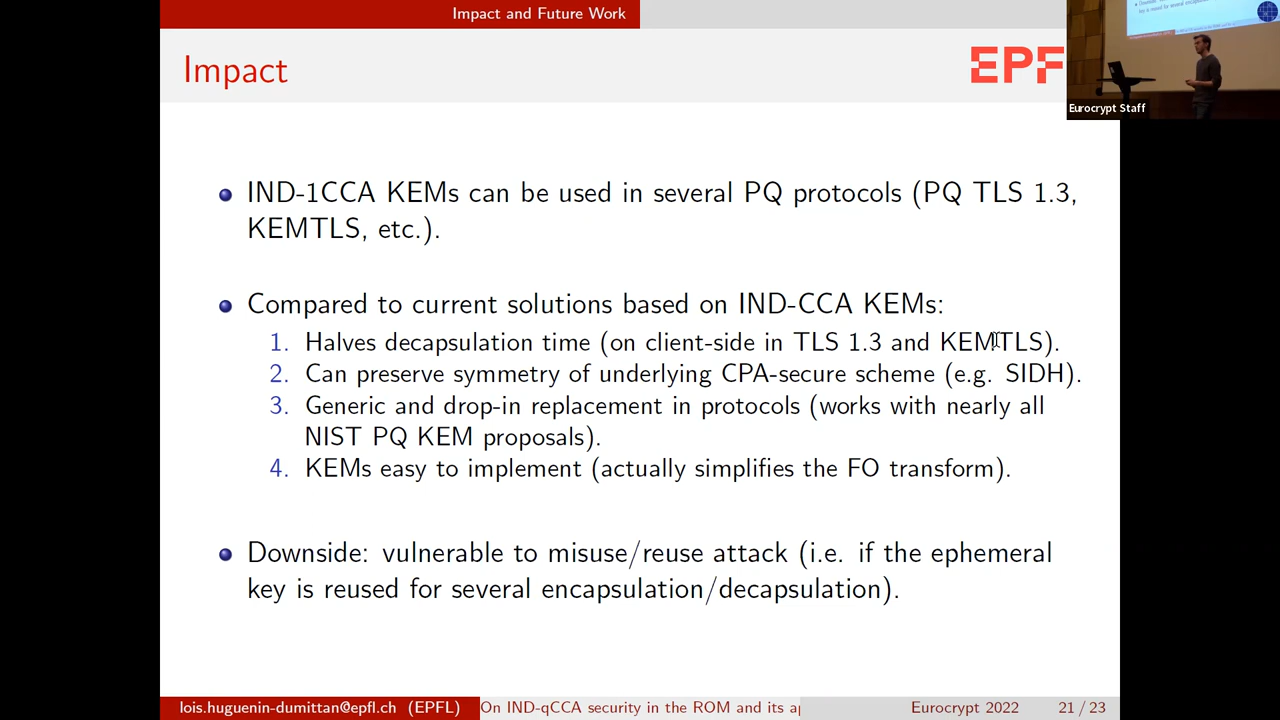 Impact and Future Work
Impact
EPF
Eurocrypt Staff
IND-1CCA KEMs can be used in several PQ protocols (PQ TLS 1.3,
KEMTLS, etc.).
Compared to current solutions based on IND-CCA KEMs:
1. Halves decapsulation time (on client-side in TLS 1.3 and KEMTLS).
2. Can preserve symmetry of underlying CPA-secure scheme (e.g. SIDH).
3. Generic and drop-in replacement in protocols (works with nearly all
NIST PQ KEM proposals).
4. KEMs easy to implement (actually simplifies the FO transform).
Downside: vulnerable to misuse/reuse attack (i.e. if the ephemeral
key is reused for several encapsulation/decapsulation).
lois.huguenin-dumittan@epfl.ch (EPFL) On IND-qCCA security in the ROM and its Eurocrypt 2022 21 / 23